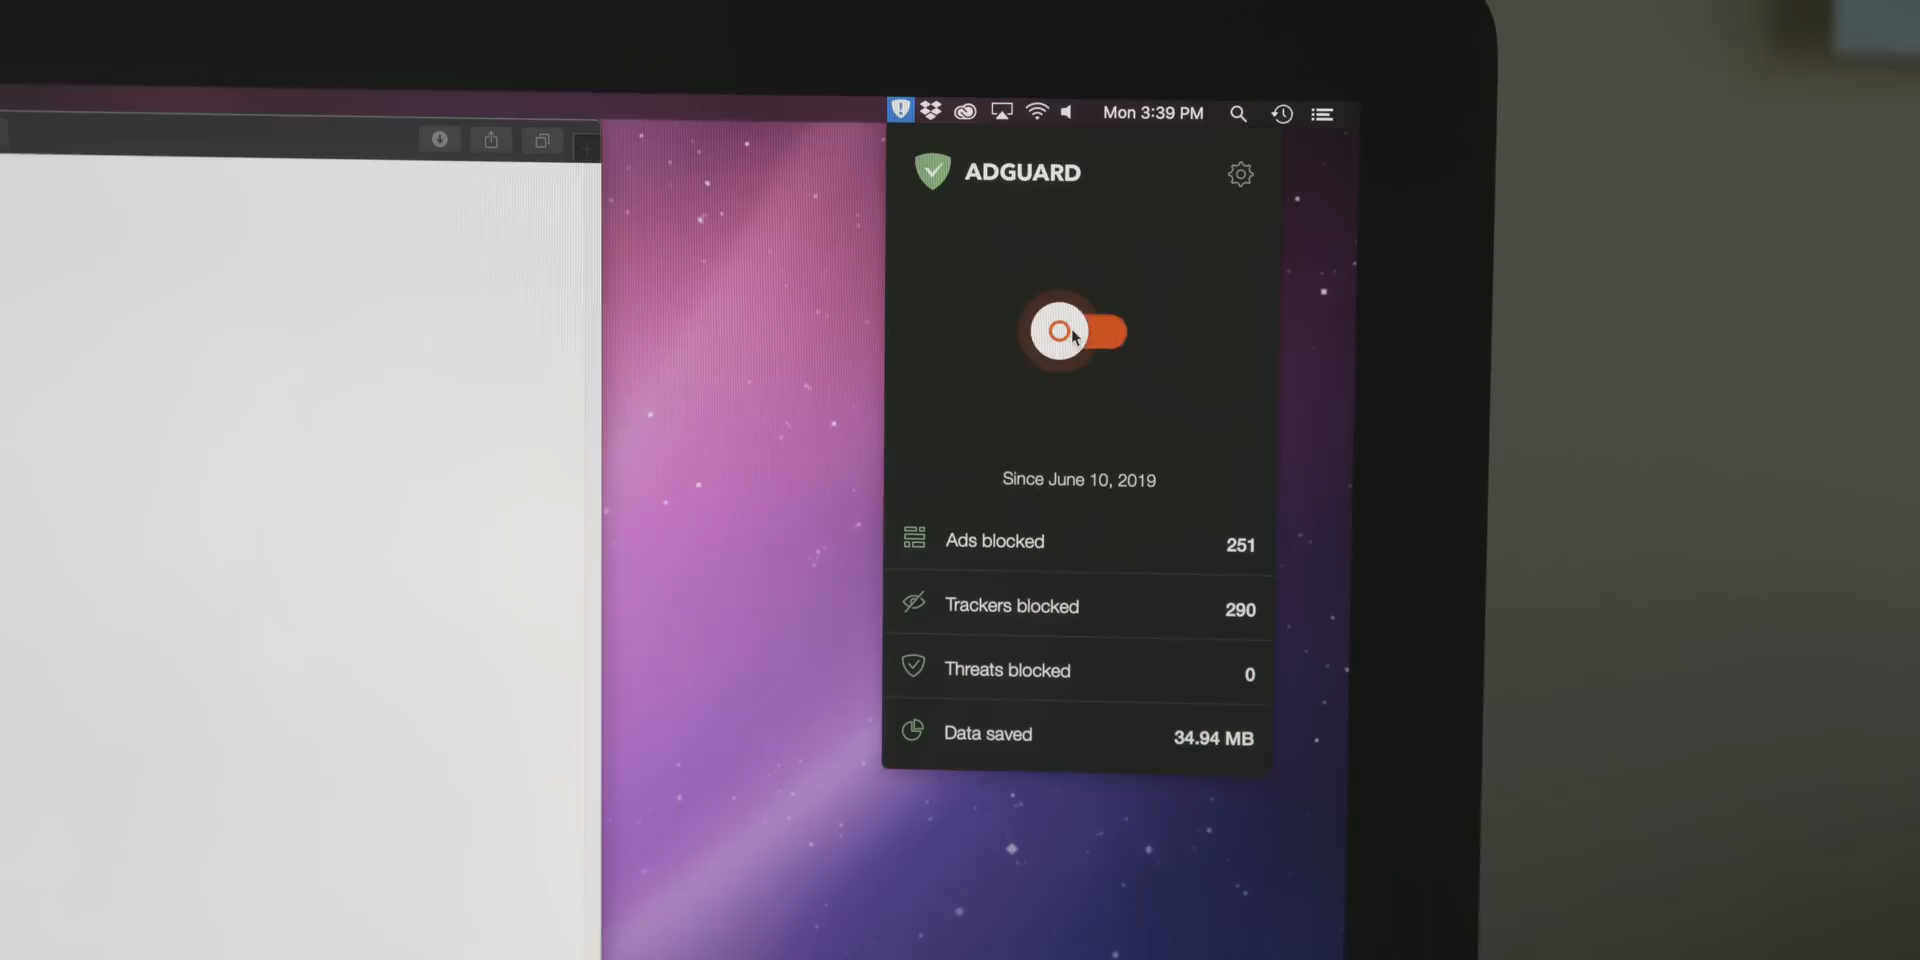 Mon 3:39 PM
ADGUARD
Since June 10, 2019
Ads blocked 251
Trackers blocked 290
Threats blocked 0
Data saved 34.94 MB